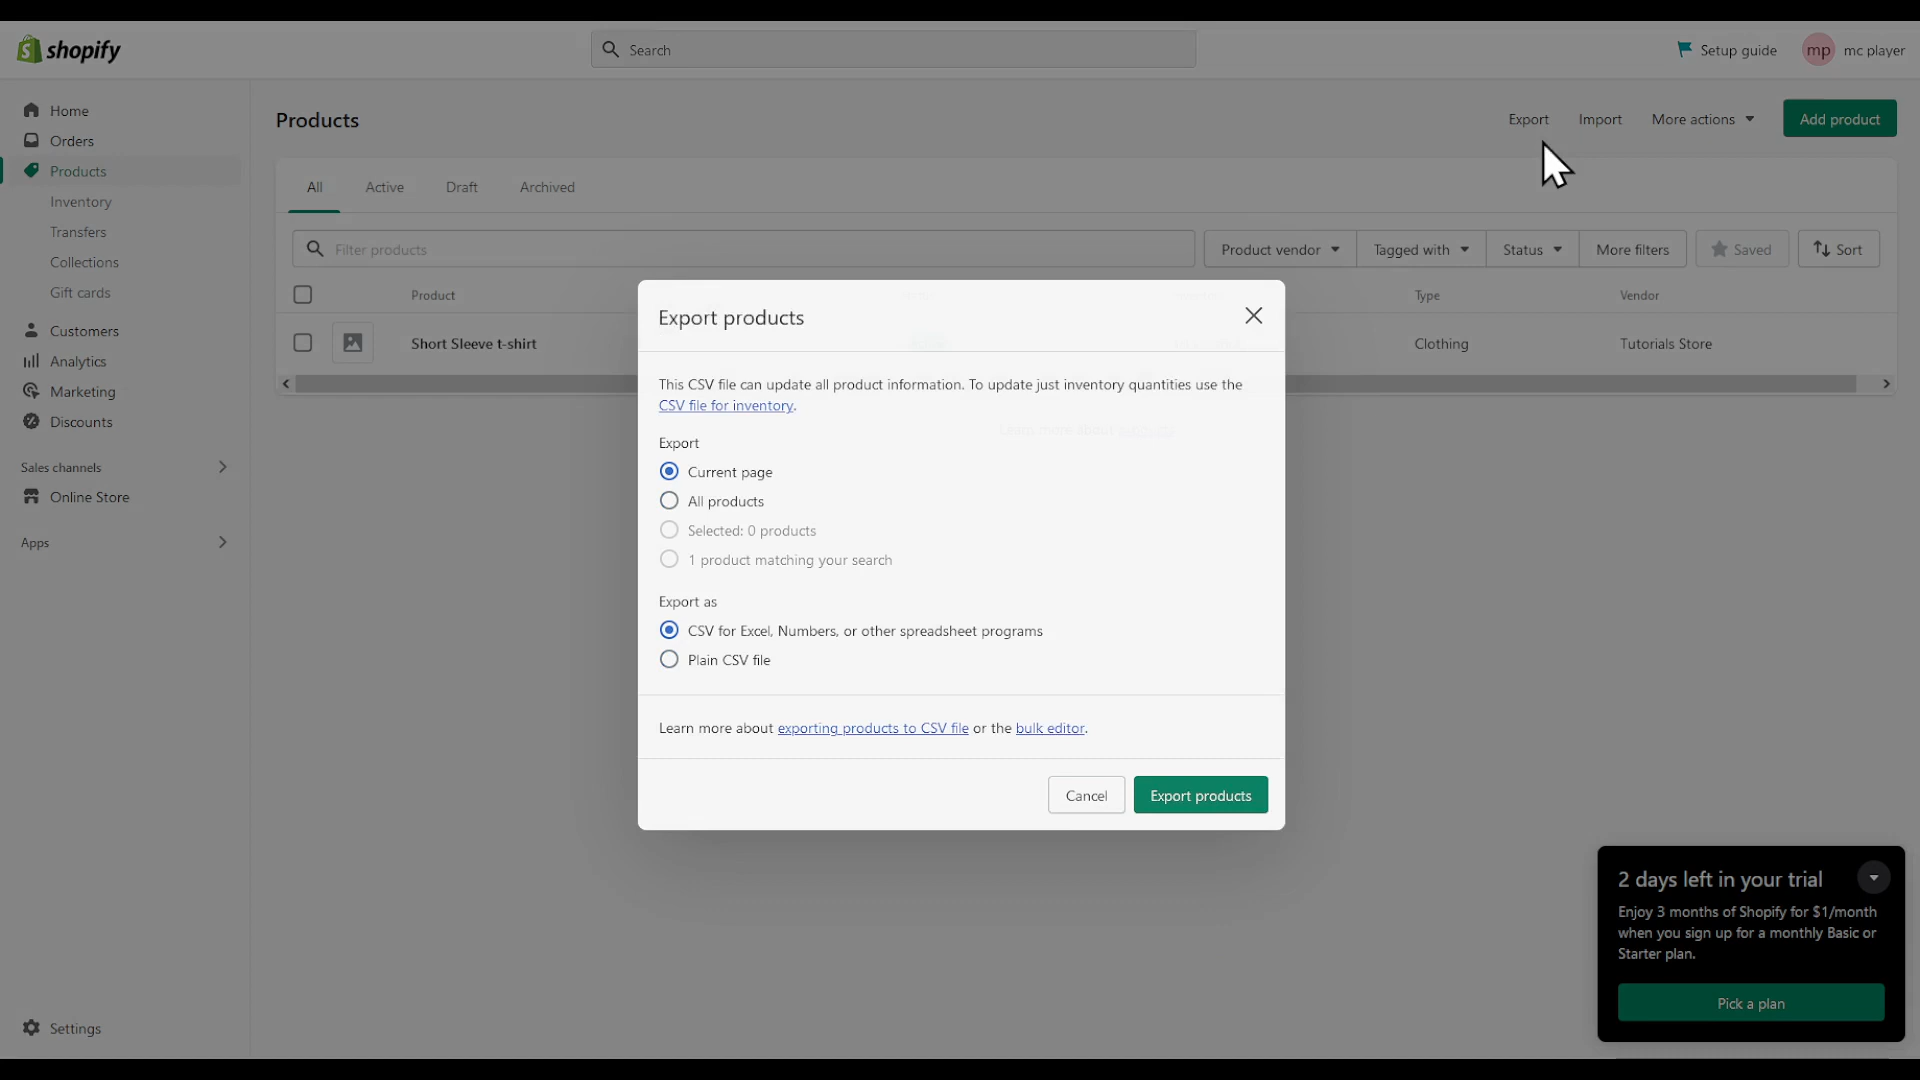 shopify
Search
Setup guide
mp
mc player
Home
Orders
Products
Inventory
Transfers
Collections
Gift cards
Customers
Analytics
Marketing
Discounts
Sales channels
Online Store
Apps
Settings
Products
Export
Import
More actions
Add product
All
Active
Draft
Archived
Filter products
Product vendor
Tagged with
Status
More filters
Saved
Sort
Product
Type
Vendor
Short Sleeve t-shirt
Clothing
Tutorials Store
Export products
This CSV file can update all product information. To update just inventory quantities use the
CSV file for inventory.
Learn more about
Export
Current page
All products
Selected: 0 products
1 product matching your search
Export as
CSV for Excel, Numbers, or other spreadsheet programs
Plain CSV file
Learn more about exporting products to CSV file or the bulk editor.
Cancel
Export products
2 days left in your trial
Enjoy 3 months of Shopify for $1/month
when you sign up for a monthly Basic or
Starter plan.
Pick a plan